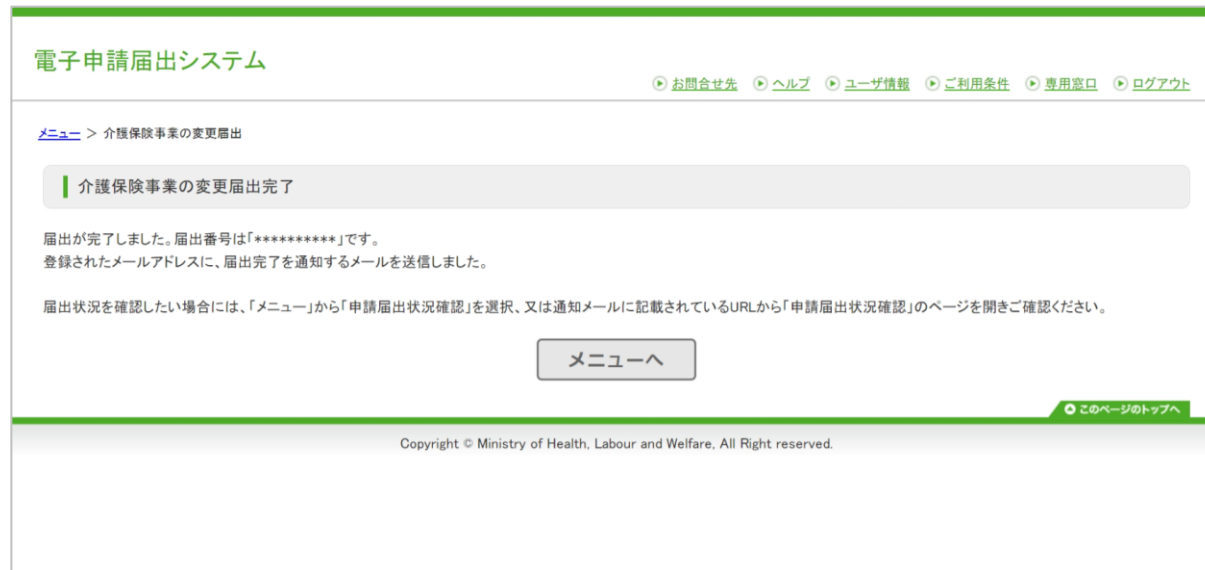 電子申請届出システム
お問合せ先 ヘルプ ユーザ情報 ご利用条件 専用窓口 ログアウト
メニュー ＞ 介護保険事業の変更届出
介護保険事業の変更届出完了
届出が完了しました。届出番号は「**********」です。
登録されたメールアドレスに、届出完了を通知するメールを送信しました。
届出状況を確認したい場合には、「メニュー」から「申請届出状況確認」を選択、又は通知メールに記載されているURLから「申請届出状況確認」のページを開きご確認ください。
メニューへ
このページのトップへ
Copyright © Ministry of Health, Labour and Welfare, All Right reserved.